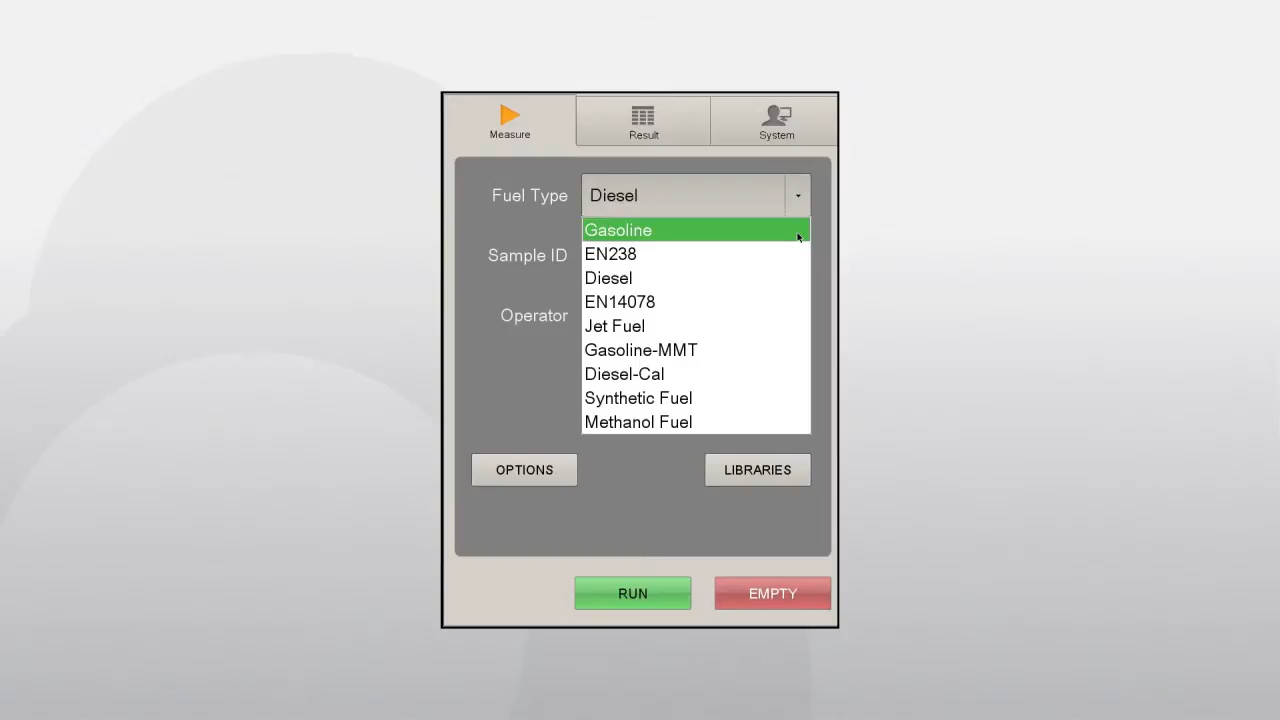 Measure
Result
System
Fuel Type
Diesel
Gasoline
EN238
Sample ID
Diesel
EN14078
Operator
Jet Fuel
Gasoline-MMT
Diesel-Cal
Synthetic Fuel
Methanol Fuel
OPTIONS
LIBRARIES
RUN
EMPTY